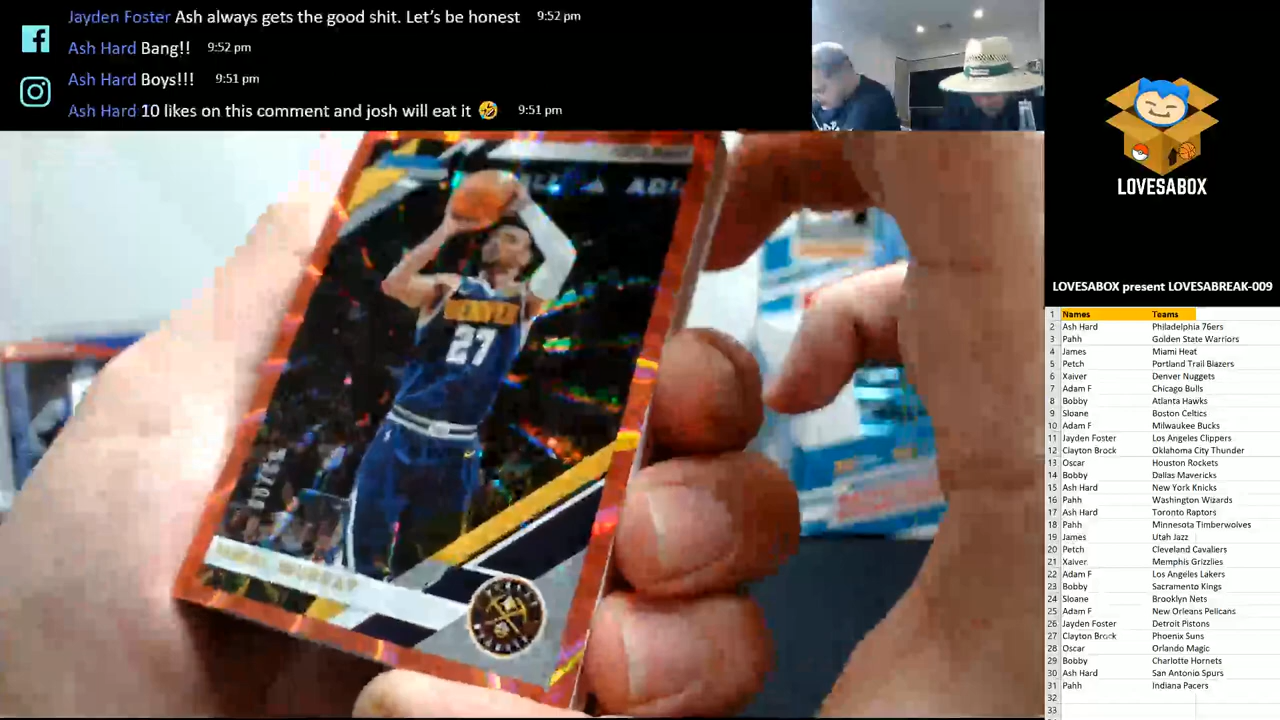 Jayden Foster Ash always gets the good shit. Let's be honest 9:52 pm
Ash Hard Bang!! 9:52 pm
Ash Hard Boys!!! 9:51 pm
Ash Hard 10 likes on this comment and josh will eat it 🤣 9:51 pm
27
LOVESABOX
LOVESABOX present LOVESABREAK-009
1 Names Teams
2 Ash Hard Philadelphia 76ers
3 Pahh Golden State Warriors
4 James Miami Heat
5 Petch Portland Trail Blazers
6 Xaiver Denver Nuggets
7 Adam F Chicago Bulls
8 Bobby Atlanta Hawks
9 Sloane Boston Celtics
10 Adam F Milwaukee Bucks
11 Jayden Foster Los Angeles Clippers
12 Clayton Brock Oklahoma City Thunder
13 Oscar Houston Rockets
14 Bobby Dallas Mavericks
15 Ash Hard New York Knicks
16 Pahh Washington Wizards
17 Ash Hard Toronto Raptors
18 Pahh Minnesota Timberwolves
19 James Utah Jazz
20 Petch Cleveland Cavaliers
21 Xaiver Memphis Grizzlies
22 Adam F Los Angeles Lakers
23 Bobby Sacramento Kings
24 Sloane Brooklyn Nets
25 Adam F New Orleans Pelicans
26 Jayden Foster Detroit Pistons
27 Clayton Brock Phoenix Suns
28 Oscar Orlando Magic
29 Bobby Charlotte Hornets
30 Ash Hard San Antonio Spurs
31 Pahh Indiana Pacers
32
33